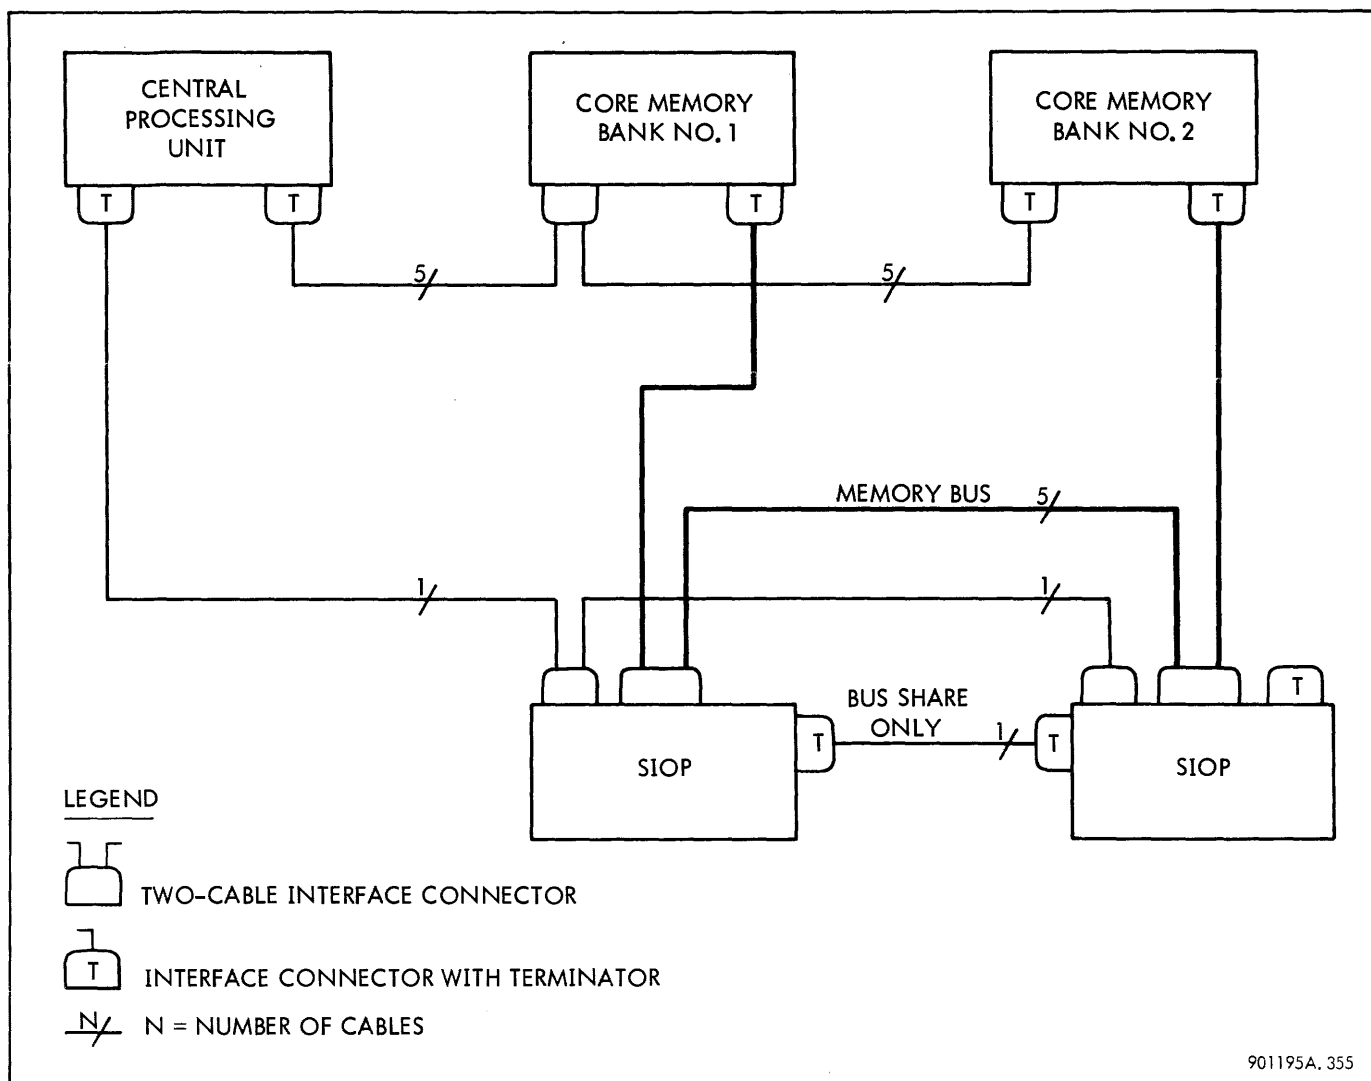 CENTRAL
PROCESSING
UNIT
CORE MEMORY
BANK NO. 1
CORE MEMORY
BANK NO. 2
T
T
T
T
T
5
5
MEMORY BUS
5
1
1
T
BUS SHARE
ONLY
1
T
T
SIOP
SIOP
LEGEND
TWO-CABLE INTERFACE CONNECTOR
T
INTERFACE CONNECTOR WITH TERMINATOR
N
N = NUMBER OF CABLES
901195A. 355